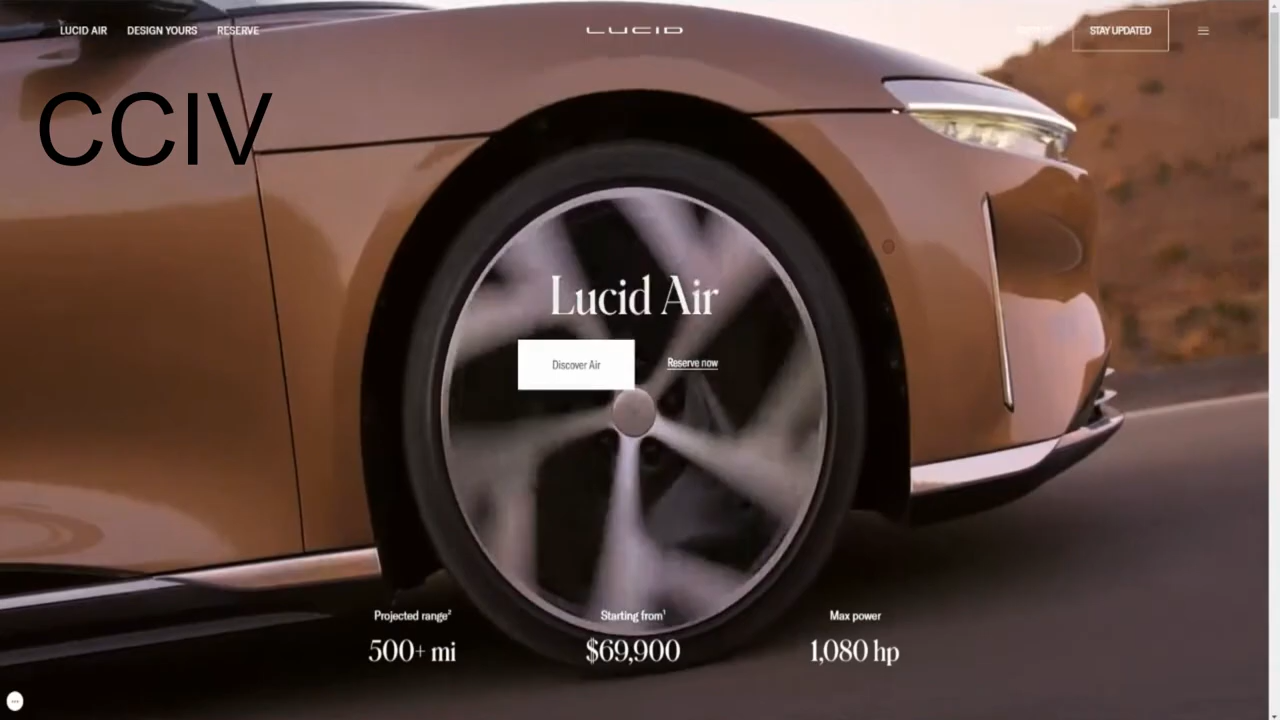 LUCID AIR DESIGN YOURS RESERVE LUCID STAY UPDATED
CCIV
Lucid Air
Discover Air Reserve now
Projected range² Starting from¹ Max power
500+ mi $69,900 1,080 hp